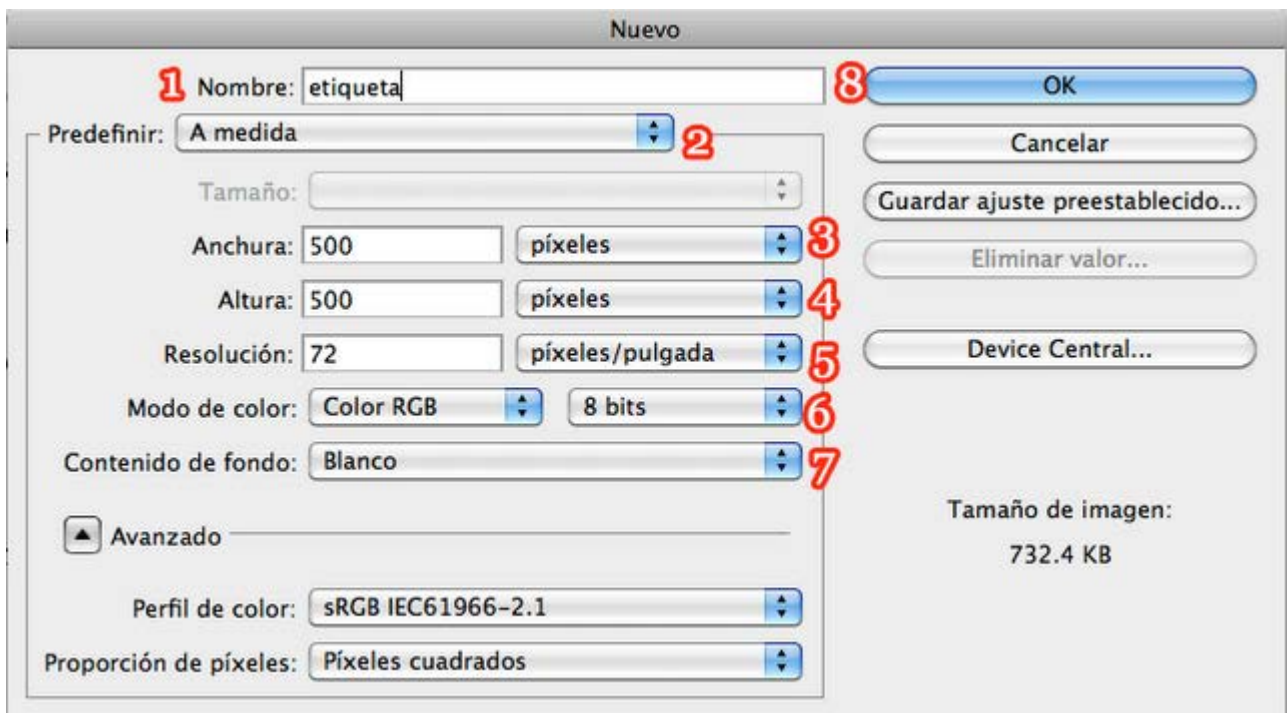 Nuevo
1 Nombre: etiqueta 8 OK
Predefinir: A medida 2 Cancelar
Tamaño: Guardar ajuste preestablecido...
Anchura: 500 píxeles 3 Eliminar valor...
Altura: 500 píxeles 4
Resolución: 72 píxeles/pulgada 5 Device Central...
Modo de color: Color RGB 8 bits 6
Contenido de fondo: Blanco 7
Tamaño de imagen:
Avanzado
732.4 KB
Perfil de color: sRGB IEC61966-2.1
Proporción de píxeles: Píxeles cuadrados